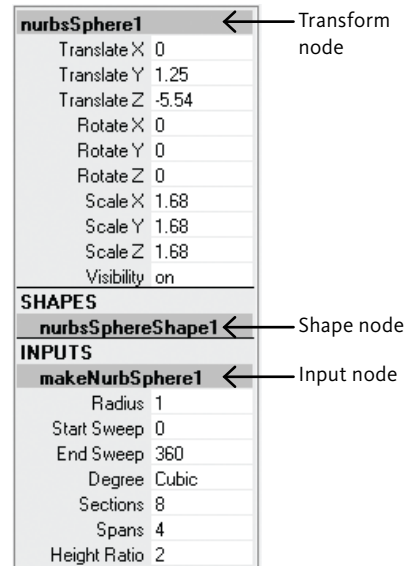 nurbsSphere1
Transform node
Translate X 0
Translate Y 1.25
Translate Z -5.54
Rotate X 0
Rotate Y 0
Rotate Z 0
Scale X 1.68
Scale Y 1.68
Scale Z 1.68
Visibility on
SHAPES
nurbsSphereShape1
Shape node
INPUTS
makeNurbSphere1
Input node
Radius 1
Start Sweep 0
End Sweep 360
Degree Cubic
Sections 8
Spans 4
Height Ratio 2